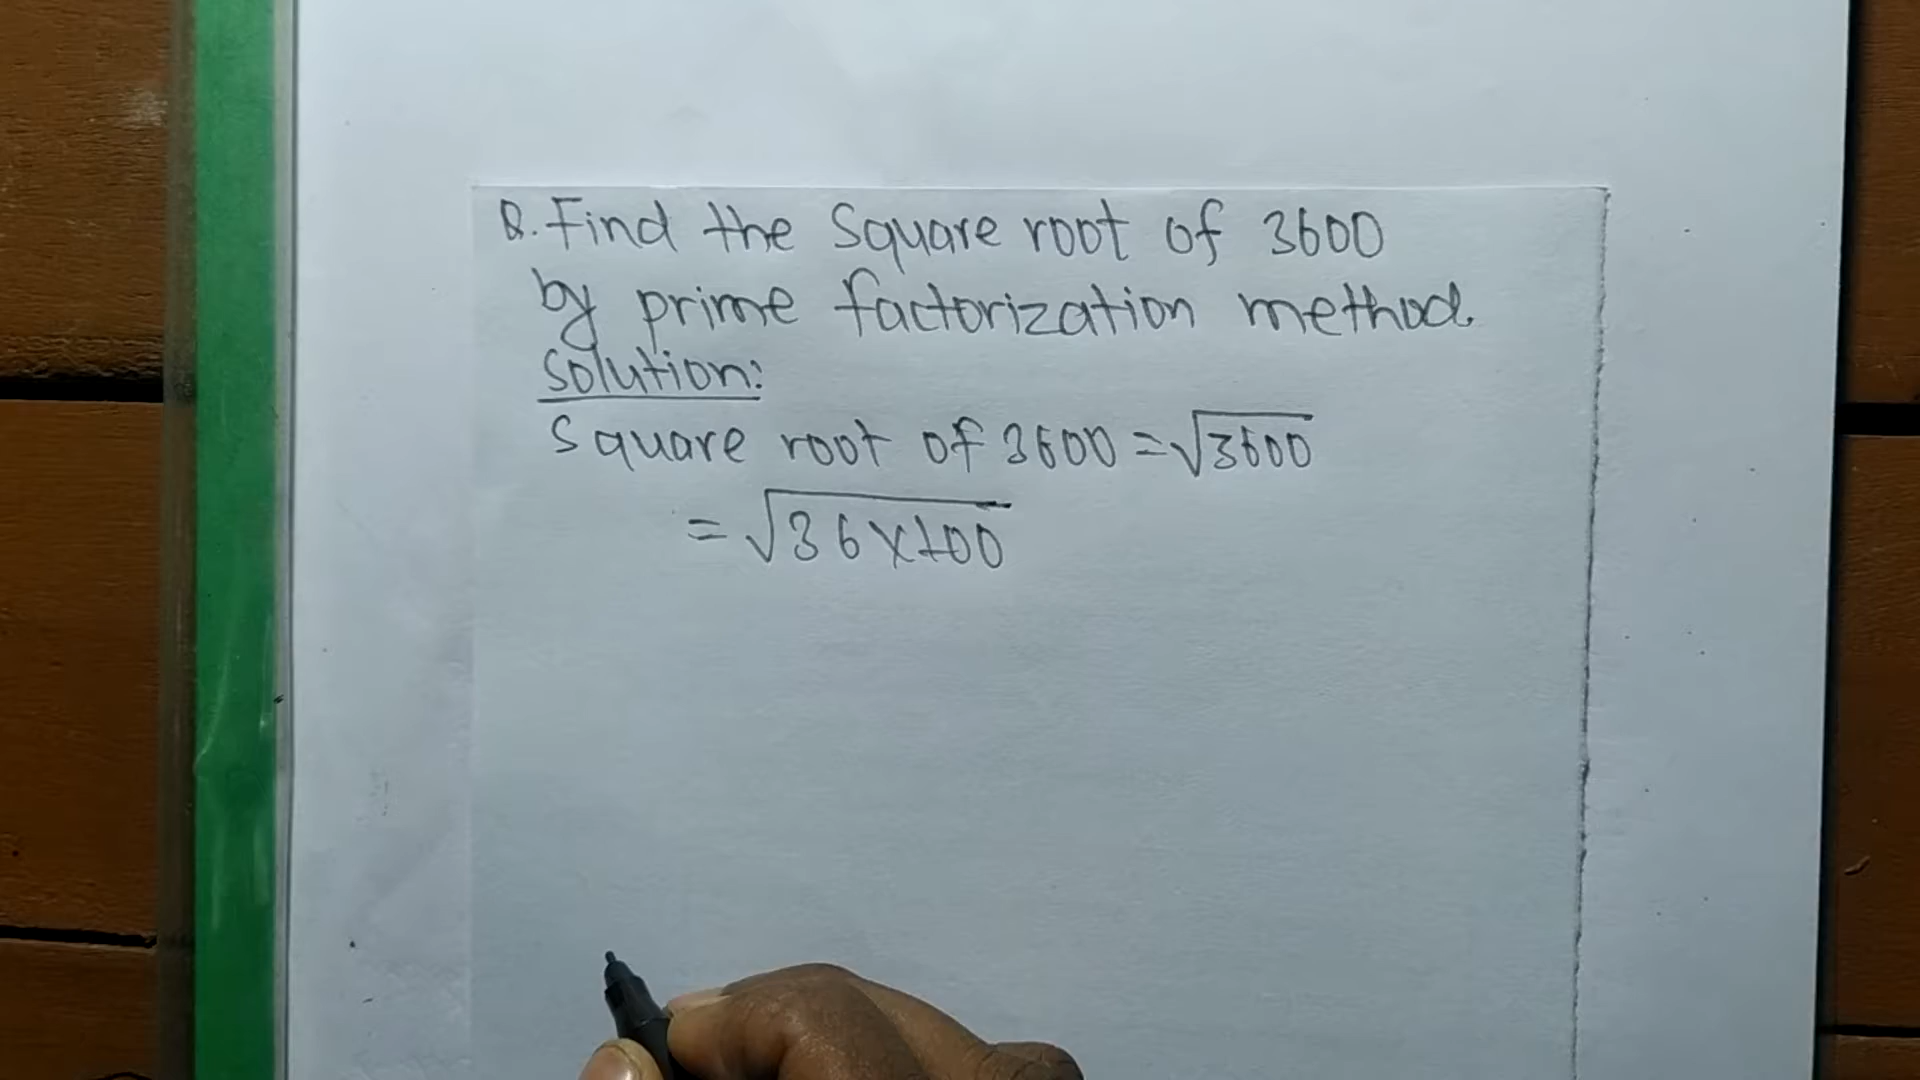 Q. Find the Square root of 3600
by prime factorization method.
Solution:
Square root of 3600 = √3600
= √36×100